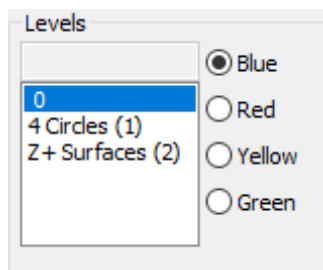 Levels
Blue
0
Red
4 Circles (1)
Z+ Surfaces (2)
Yellow
Green